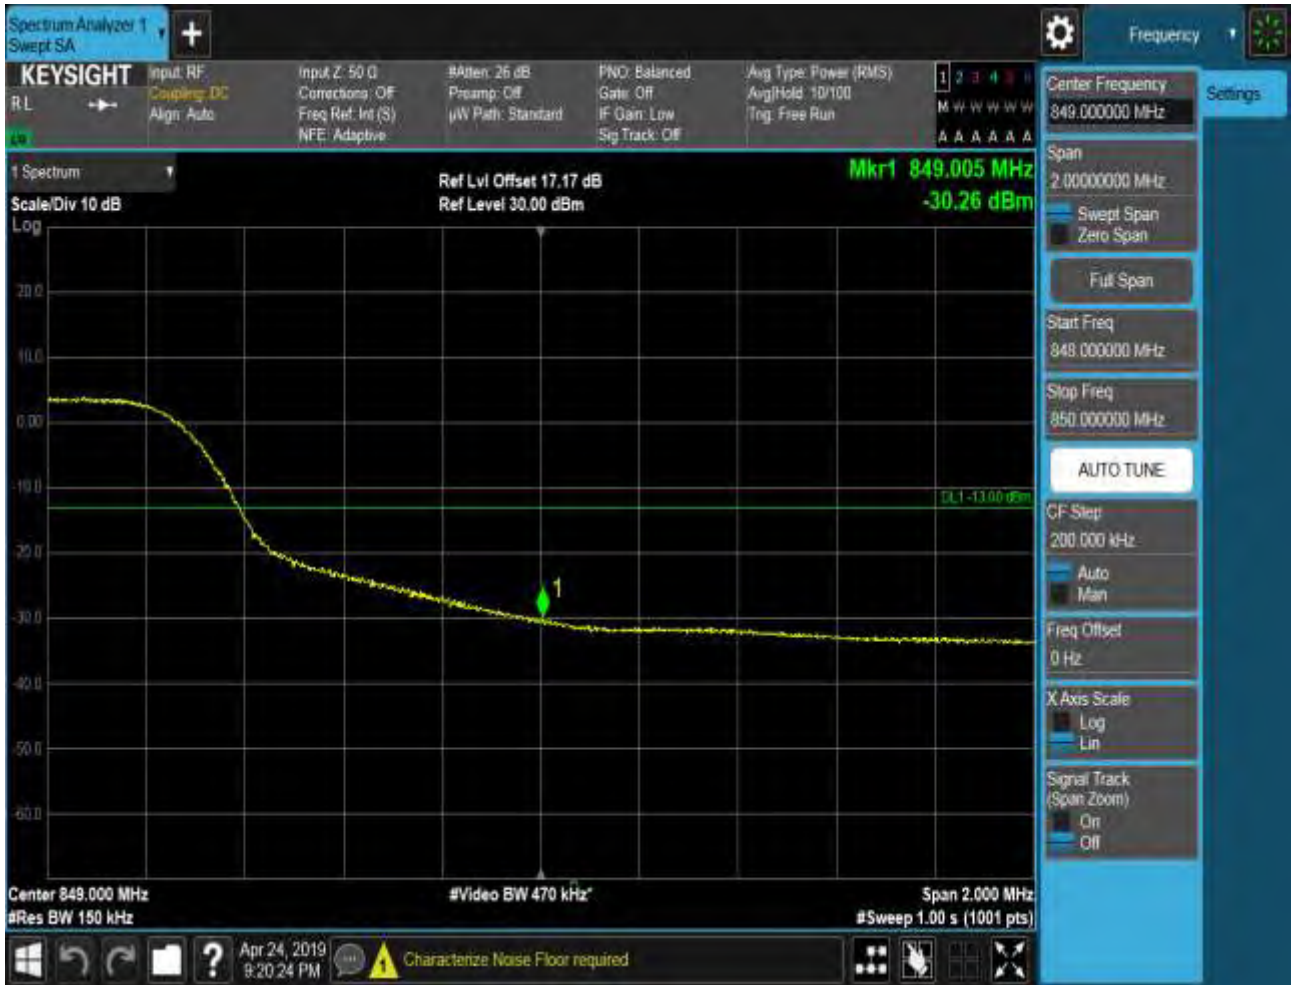 Spectrum Analyzer 1
Swept SA
+
Frequency
KEYSIGHT
RL
Input: RF
Coupling: DC
Align: Auto
Input Z: 50 Ω
Corrections: Off
Freq Ref: Int (S)
NFE: Adaptive
#Atten: 26 dB
Preamp: Off
µW Path: Standard
PNO: Balanced
Gate: Off
IF Gain: Low
Sig Track: Off
Avg Type: Power (RMS)
Avg|Hold: 10/100
Trig: Free Run
1 2 3 4 5 6
M W W W W W
A A A A A A
1 Spectrum
Scale/Div 10 dB
Log
Ref Lvl Offset 17.17 dB
Ref Level 30.00 dBm
Mkr1 849.005 MHz
-30.26 dBm
20.0
10.0
0.00
-10.0
-20.0
-30.0
-40.0
-50.0
-60.0
DL1 -13.00 dBm
1
Center 849.000 MHz
#Res BW 150 kHz
#Video BW 470 kHz*
Span 2.000 MHz
#Sweep 1.00 s (1001 pts)
Center Frequency
849.000000 MHz
Settings
Span
2.00000000 MHz
Swept Span
Zero Span
Full Span
Start Freq
848.000000 MHz
Stop Freq
850.000000 MHz
AUTO TUNE
CF Step
200.000 kHz
Auto
Man
Freq Offset
0 Hz
X Axis Scale
Log
Lin
Signal Track
(Span Zoom)
On
Off
?
Apr 24, 2019
9:20:24 PM
Characterize Noise Floor required